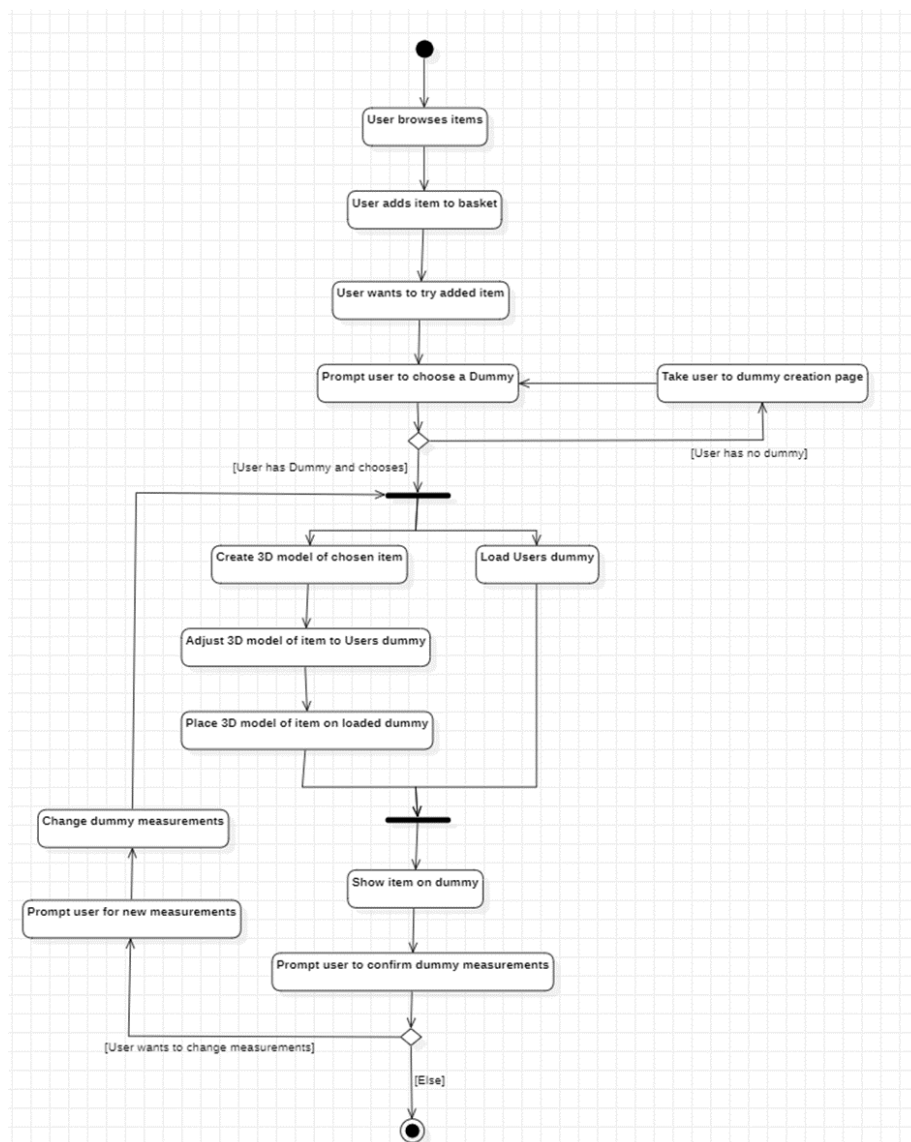 User browses items
User adds item to basket
User wants to try added item
Prompt user to choose a Dummy
Take user to dummy creation page
[User has no dummy]
[User has Dummy and chooses]
Create 3D model of chosen item
Load Users dummy
Adjust 3D model of item to Users dummy
Place 3D model of item on loaded dummy
Change dummy measurements
Show item on dummy
Prompt user for new measurements
Prompt user to confirm dummy measurements
[User wants to change measurements]
[Else]